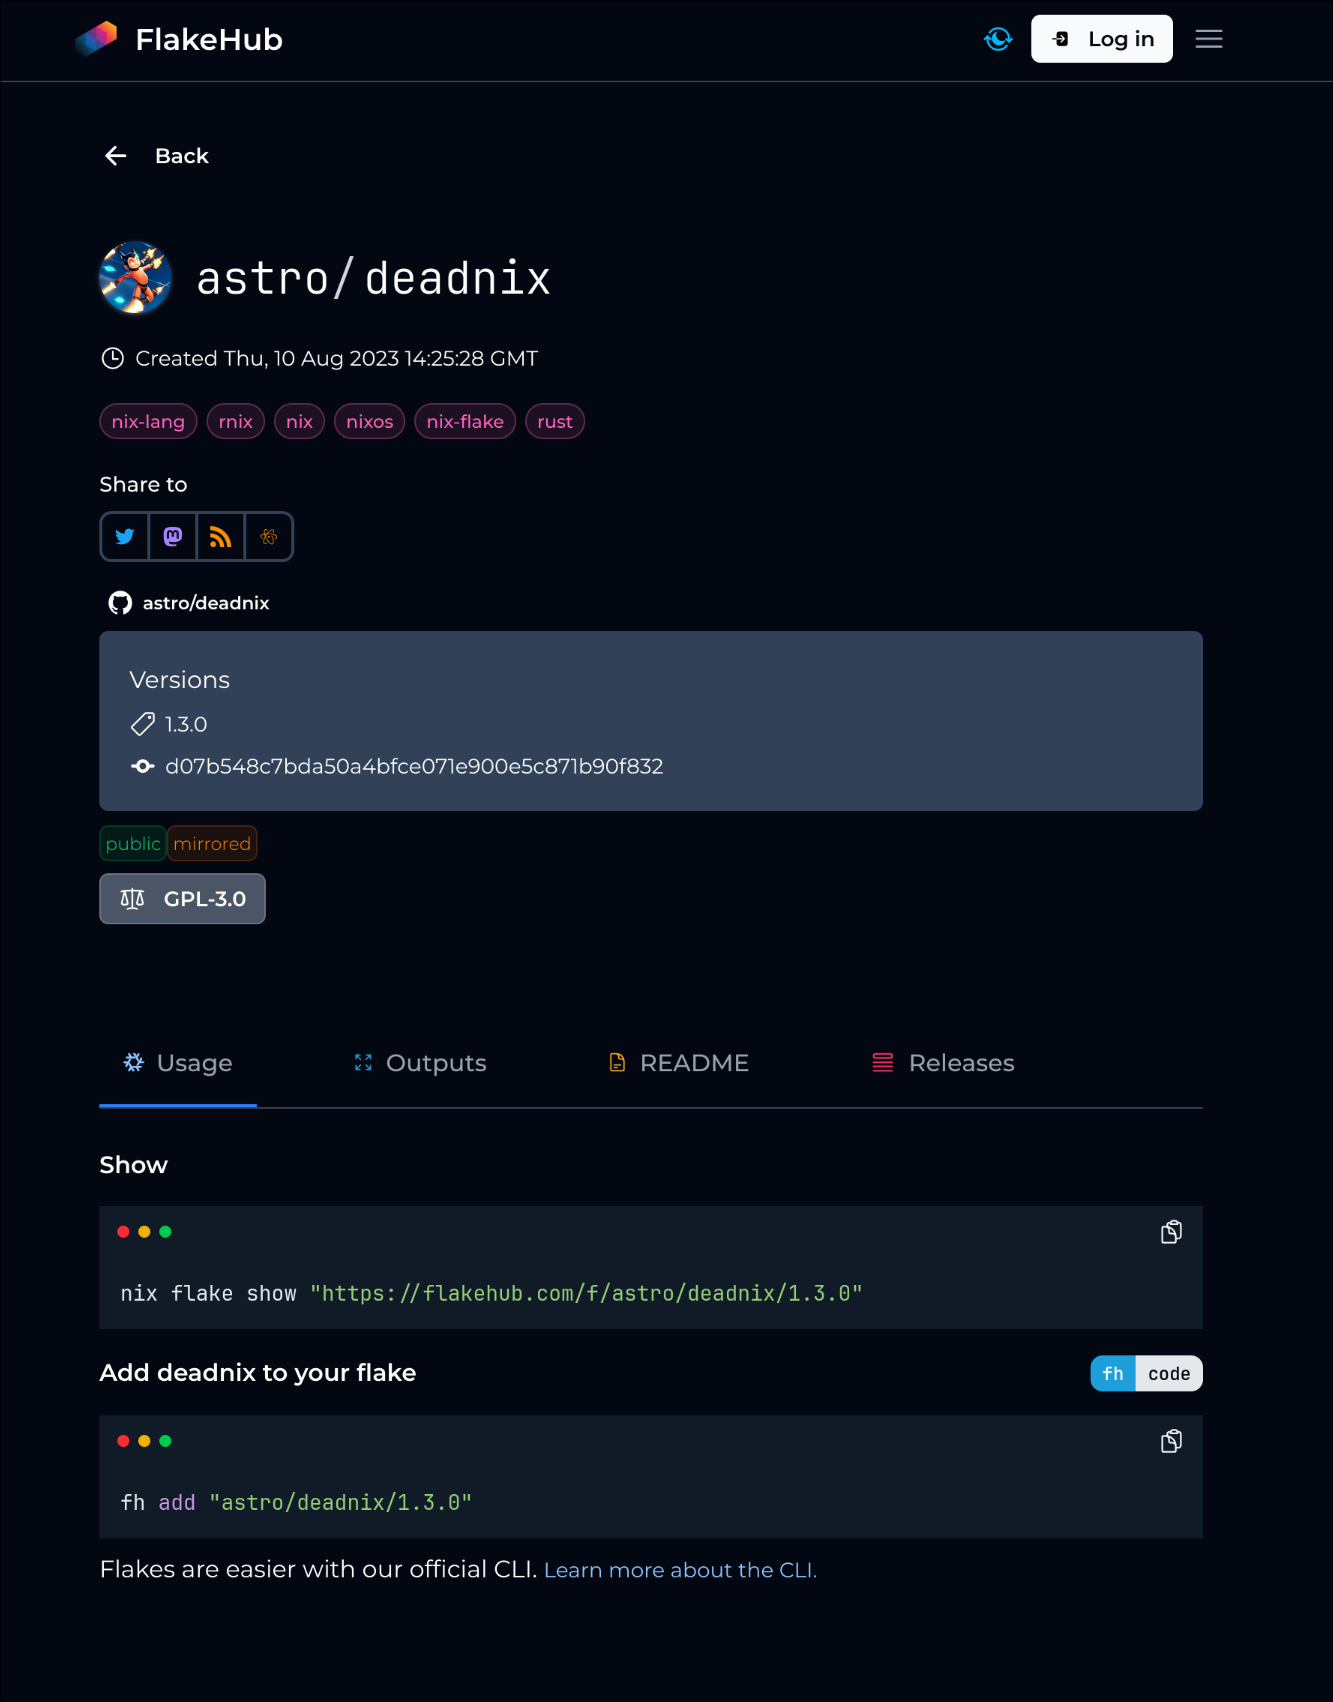 FlakeHub
Log in
Back
astro/deadnix
Created Thu, 10 Aug 2023 14:25:28 GMT
nix-lang rnix nix nixos nix-flake rust
Share to
astro/deadnix
Versions
1.3.0
d07b548c7bda50a4bfce071e900e5c871b90f832
public mirrored
GPL-3.0
Usage Outputs README Releases
Show
nix flake show "https://flakehub.com/f/astro/deadnix/1.3.0"
Add deadnix to your flake
fh code
fh add "astro/deadnix/1.3.0"
Flakes are easier with our official CLI. Learn more about the CLI.